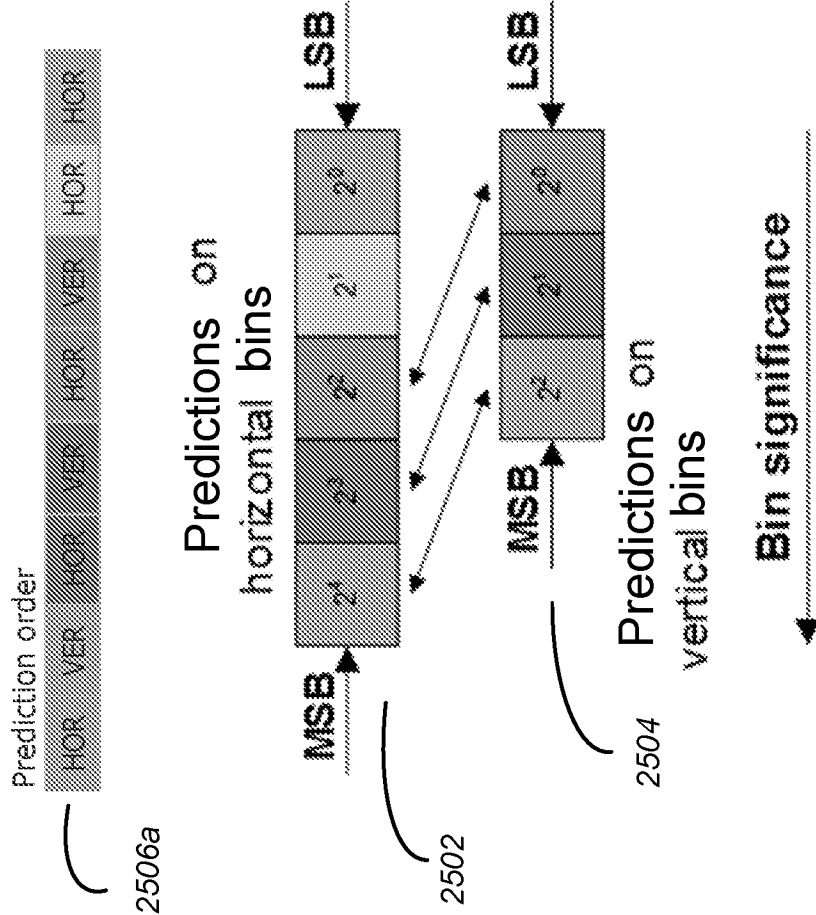 Prediction order
HOR VER HOR VER HOR VER HOR HOR
2506a
Predictions on
horizontal bins
MSB 2⁴ 2³ 2² 2¹ 2⁰ LSB
2502
MSB 2² 2¹ 2⁰ LSB
2504
Predictions on
vertical bins
Bin significance